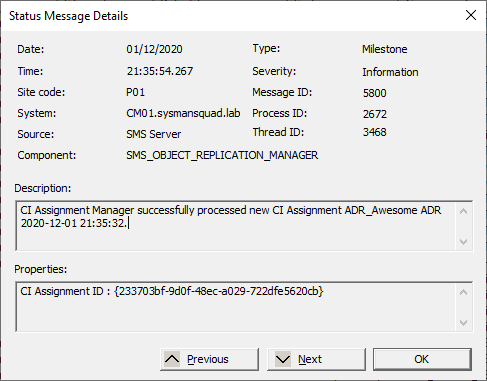 Status Message Details
Date: 01/12/2020 Type: Milestone
Time: 21:35:54.267 Severity: Information
Site code: P01 Message ID: 5800
System: CM01.sysmansquad.lab Process ID: 2672
Source: SMS Server Thread ID: 3468
Component: SMS_OBJECT_REPLICATION_MANAGER
Description:
CI Assignment Manager successfully processed new CI Assignment ADR_Awesome ADR
2020-12-01 21:35:32.
Properties:
CI Assignment ID : {233703bf-9d0f-48ec-a029-722dfe5620cb}
Previous Next OK